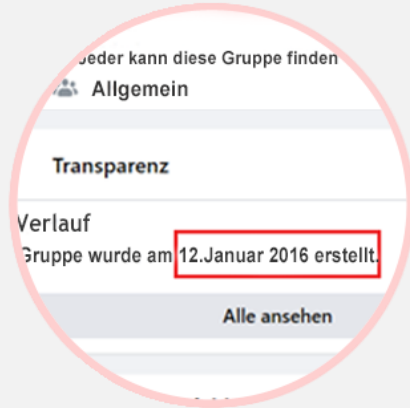 Jeder kann diese Gruppe finden
Allgemein
Transparenz
Verlauf
Gruppe wurde am 12.Januar 2016 erstellt.
Alle ansehen